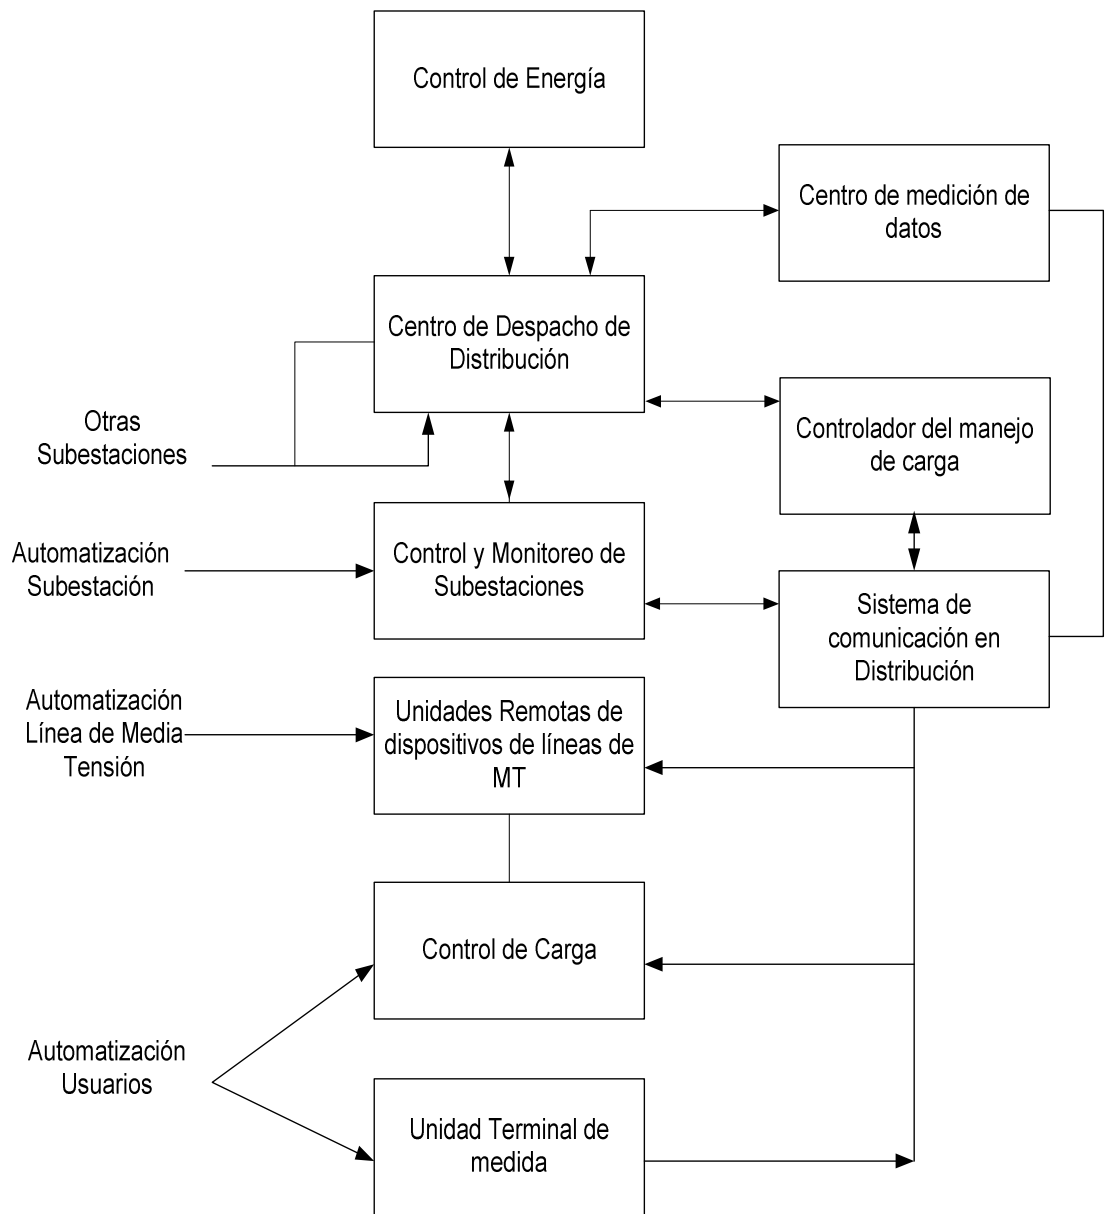 Control de Energía
Centro de medición de
datos
Centro de Despacho de
Distribución
Otras
Subestaciones
Controlador del manejo
de carga
Automatización
Subestación
Control y Monitoreo de
Subestaciones
Sistema de
comunicación en
Distribución
Automatización
Línea de Media
Tensión
Unidades Remotas de
dispositivos de líneas de
MT
Control de Carga
Automatización
Usuarios
Unidad Terminal de
medida